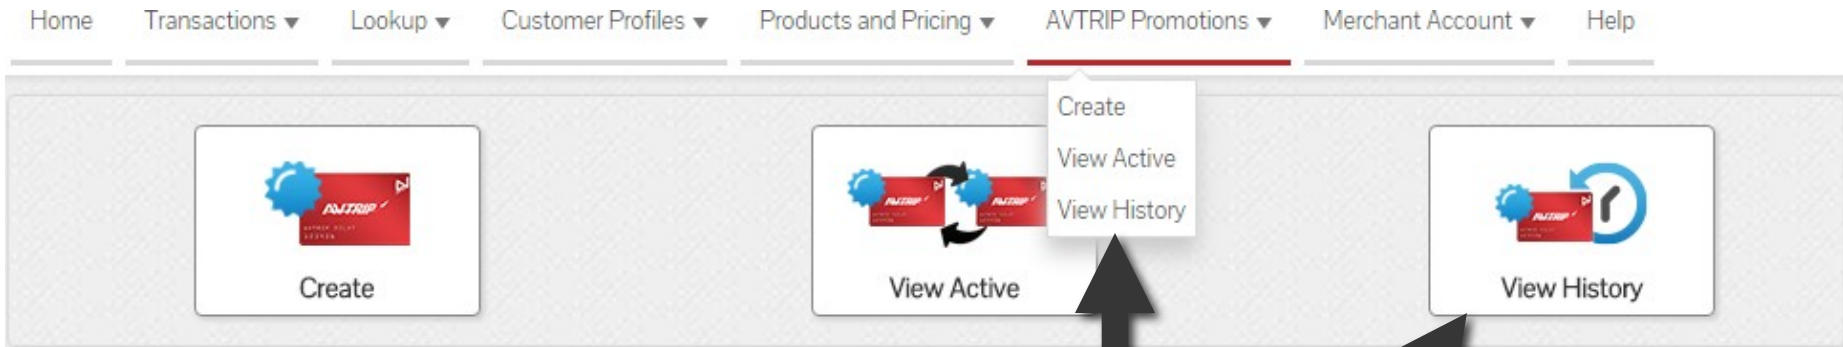 Home Transactions ▼ Lookup ▼ Customer Profiles ▼ Products and Pricing ▼ AVTRIP Promotions ▼ Merchant Account ▼ Help
Create
View Active
View History
AVTRIP
Create
AVTRIP
AVTRIP
View Active
AVTRIP
View History